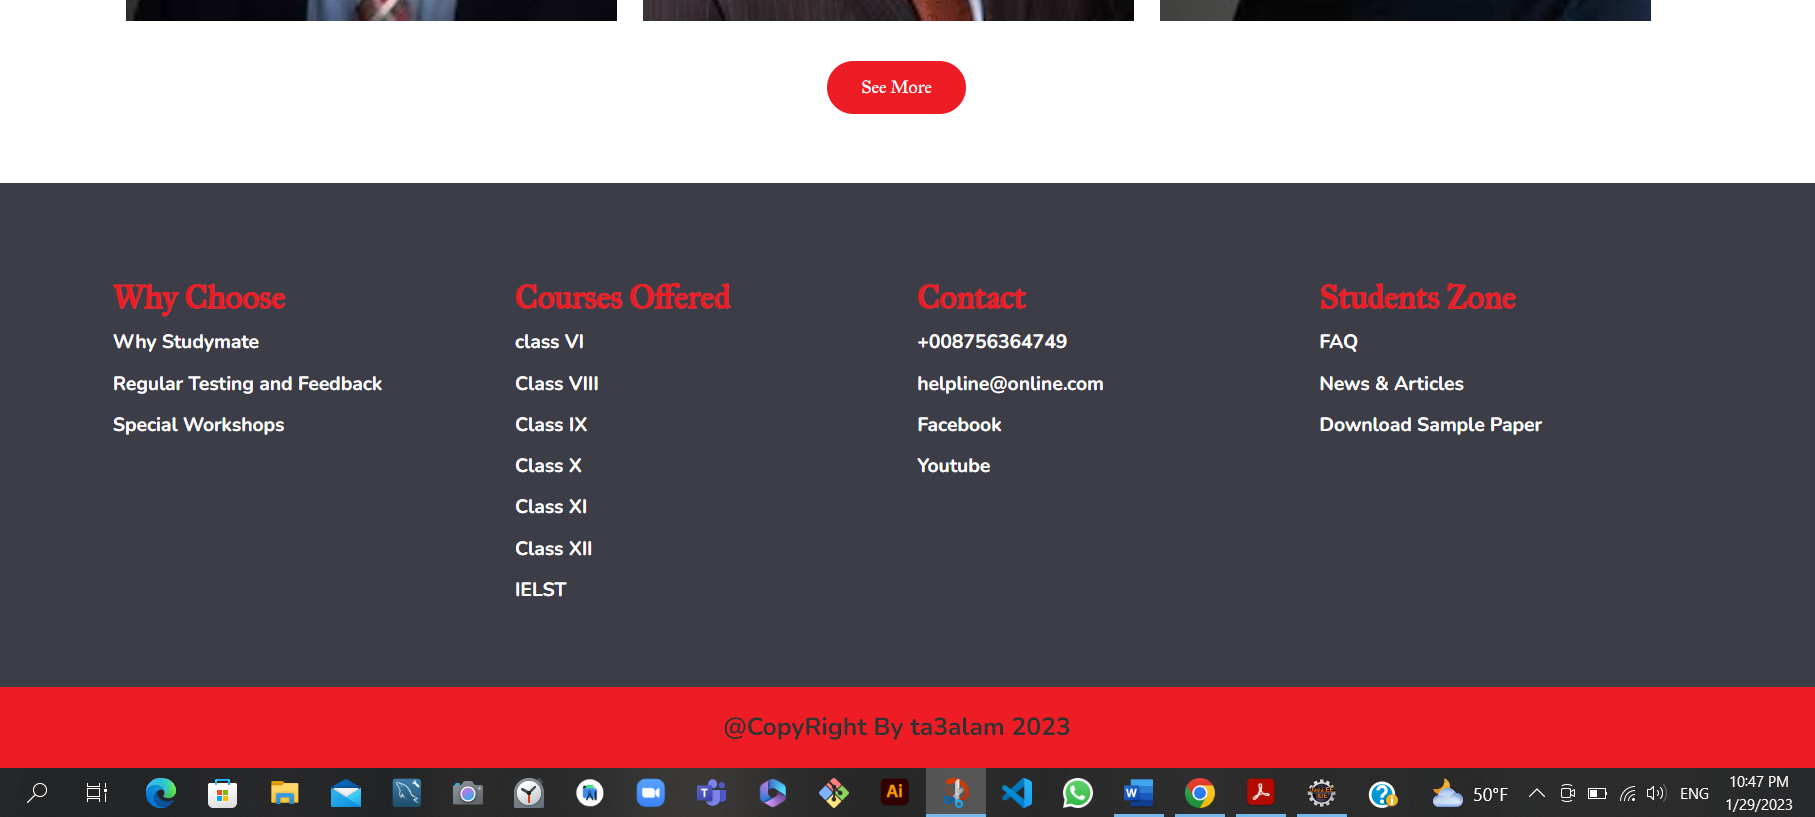 See More
Why Choose
Why Studymate
Regular Testing and Feedback
Special Workshops
Courses Offered
class VI
Class VIII
Class IX
Class X
Class XI
Class XII
IELST
Contact
+008756364749
helpline@online.com
Facebook
Youtube
Students Zone
FAQ
News & Articles
Download Sample Paper
@CopyRight By ta3alam 2023
Ai
50°F
ENG
10:47 PM
1/29/2023